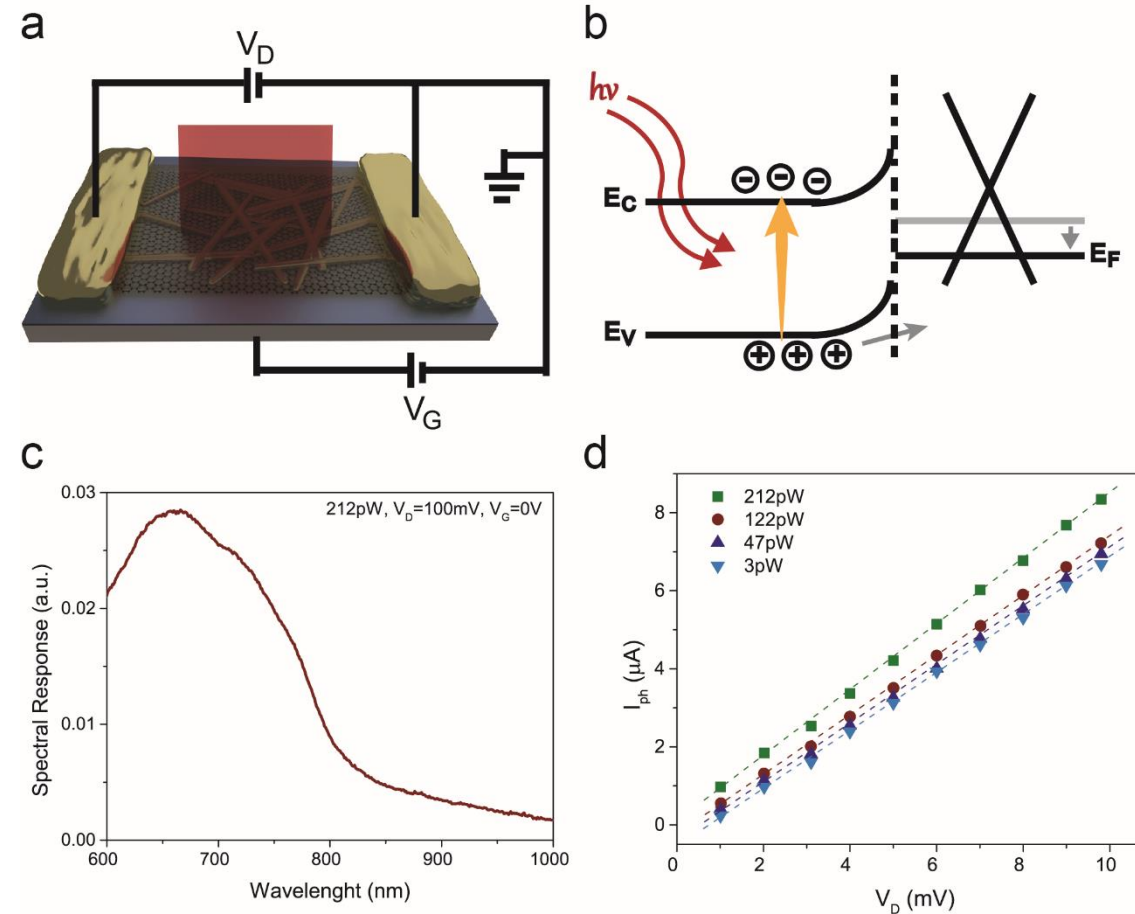 a
V_D
V_G
b
hν
E_C
E_V
E_F
c
0.03
0.02
0.01
0.00
Spectral Response (a.u.)
212pW, V_D=100mV, V_G=0V
600 700 800 900 1000
Wavelenght (nm)
d
8
6
4
2
0
I_ph (μA)
212pW
122pW
47pW
3pW
0 2 4 6 8 10
V_D (mV)